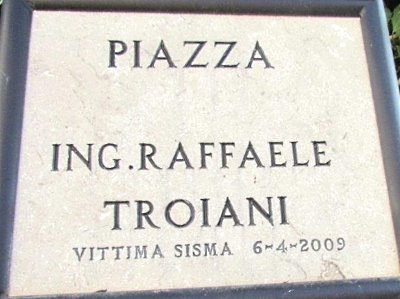 PIAZZA
ING.RAFFAELE
TROIANI
VITTIMA SISMA 6-4-2009